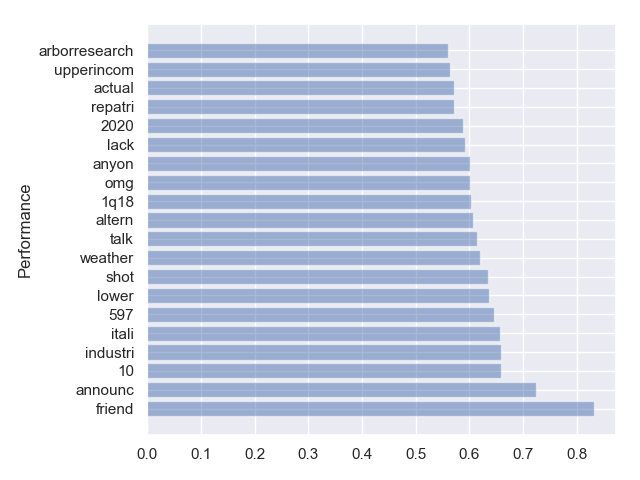 arborresearch
upperincom
actual
repatri
2020
lack
anyon
omg
1q18
altern
talk
weather
shot
lower
597
itali
industri
10
announc
friend
Performance
0.0 0.1 0.2 0.3 0.4 0.5 0.6 0.7 0.8